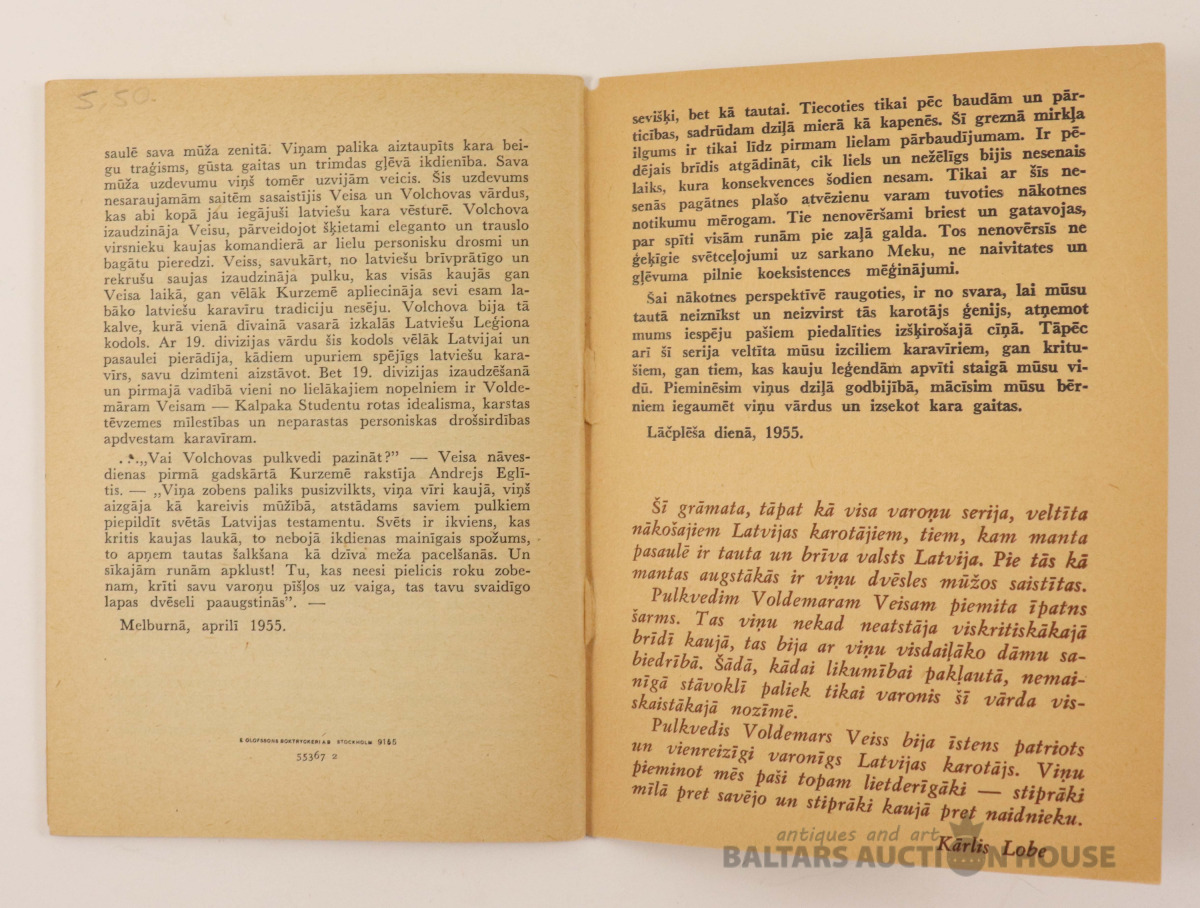 5,50.
saulē sava mūža zenitā. Viņam palika aiztaupīts kara bei-
gu traģisms, gūsta gaitas un trimdas gļēvā ikdienība. Sava
mūža uzdevumu viņš tomēr uzvijām veicis. Šis uzdevums
nesaraujamām saitēm sasaistījis Veisa un Volchovas vārdus,
kas abi kopā jau iegājuši latviešu kara vēsturē. Volchova
izaudzināja Veisu, pārveidojot šķietami eleganto un trauslo
virsnieku kaujas komandierā ar lielu personisku drosmi un
bagātu pieredzi. Veiss, savukārt, no latviešu brīvprātīgo un
rekrušu saujas izaudzināja pulku, kas visās kaujās gan
Veisa laikā, gan vēlāk Kurzemē apliecināja sevi esam la-
bāko latviešu karavīru tradiciju nesēju. Volchova bija tā
kalve, kurā vienā dīvainā vasarā izkalās Latviešu Leģiona
kodols. Ar 19. divizijas vārdu šis kodols vēlāk Latvijai un
pasaulei pierādīja, kādiem upuriem spējīgs latviešu kara-
vīrs, savu dzimteni aizstāvot. Bet 19. divizijas izaudzēšanā
un pirmajā vadībā vieni no lielākajiem nopelniem ir Volde-
māram Veisam — Kalpaka Studentu rotas idealisma, karstas
tēvzemes mīlestības un neparastas personiskas drošsirdības
apdvestam karavīram.
. . „Vai Volchovas pulkvedi pazināt?” — Veisa nāves-
dienas pirmā gadskārtā Kurzemē rakstīja Andrejs Eglī-
tis. — „Viņa zobens paliks pusizvilkts, viņa vīri kaujā, viņš
aizgāja kā kareivis mūžībā, atstādams saviem pulkiem
piepildīt svētās Latvijas testamentu. Svēts ir ikviens, kas
kritis kaujas laukā, to nebojā ikdienas mainīgais spožums,
to apņem tautas šalkšana kā dzīva meža pacelšanās. Un
sīkajām runām apklust! Tu, kas neesi pielicis roku zobe-
nam, krīti savu varoņu pīšļos uz vaiga, tas tavu svaidīgo
lapas dvēseli paaugstinās”. —
Melburnā, aprilī 1955.
S OLOFSSONS BOKTRYCKERI AB STOCKHOLM 9155
55367 2
sevišķi, bet kā tautai. Tiecoties tikai pēc baudām un pār-
ticības, sadrūdam dziļā mierā kā kapenēs. Šī greznā mirkļa
ilgums ir tikai līdz pirmam lielam pārbaudījumam. Ir pē-
dējais brīdis atgādināt, cik liels un nežēlīgs bijis nesenais
laiks, kura konsekvences šodien nesam. Tikai ar šīs ne-
senās pagātnes plašo atvēzienu varam tuvoties nākotnes
notikumu mērogam. Tie nenovēršami briest un gatavojas,
par spīti visām runām pie zaļā galda. Tos nenovērsīs ne
ģeķīgie svētceļojumi uz sarkano Meku, ne naivitates un
gļēvuma pilnie koeksistences mēģinājumi.
Šai nākotnes perspektīvē raugoties, ir no svara, lai mūsu
tautā neiznīkst un neizvirst tās karotājs ģenijs, atņemot
mums iespēju pašiem piedalīties izšķirošajā cīņā. Tāpēc
arī šī serija veltīta mūsu izciliem karavīriem, gan kritu-
šiem, gan tiem, kas kauju leģendām apvīti staigā mūsu vi-
dū. Pieminēsim viņus dziļā godbijībā, mācīsim mūsu bēr-
niem iegaumēt viņu vārdus un izsekot kara gaitas.
Lāčplēša dienā, 1955.
Šī grāmata, tāpat kā visa varoņu serija, veltīta
nākošajiem Latvijas karotājiem, tiem, kam manta
pasaulē ir tauta un brīva valsts Latvija. Pie tās kā
mantas augstākās ir viņu dvēsles mūžos saistītas.
Pulkvedim Voldemaram Veisam piemita īpatns
šarms. Tas viņu nekad neatstāja viskritiskākajā
brīdī kaujā, tas bija ar viņu visdaiļāko dāmu sa-
biedrībā. Šādā, kādai likumībai pakļautā, nemai-
nīgā stāvoklī paliek tikai varonis šī vārda vis-
skaistākajā nozīmē.
Pulkvedis Voldemars Veiss bija īstens patriots
un vienreizīgi varonīgs Latvijas karotājs. Viņu
pieminot mēs paši topam lietderīgāki — stiprāki
mīlā pret savējo un stiprāki kaujā pret naidnieku.
Kārlis Lobe
antiques and art
BALTARS AUCTION HOUSE